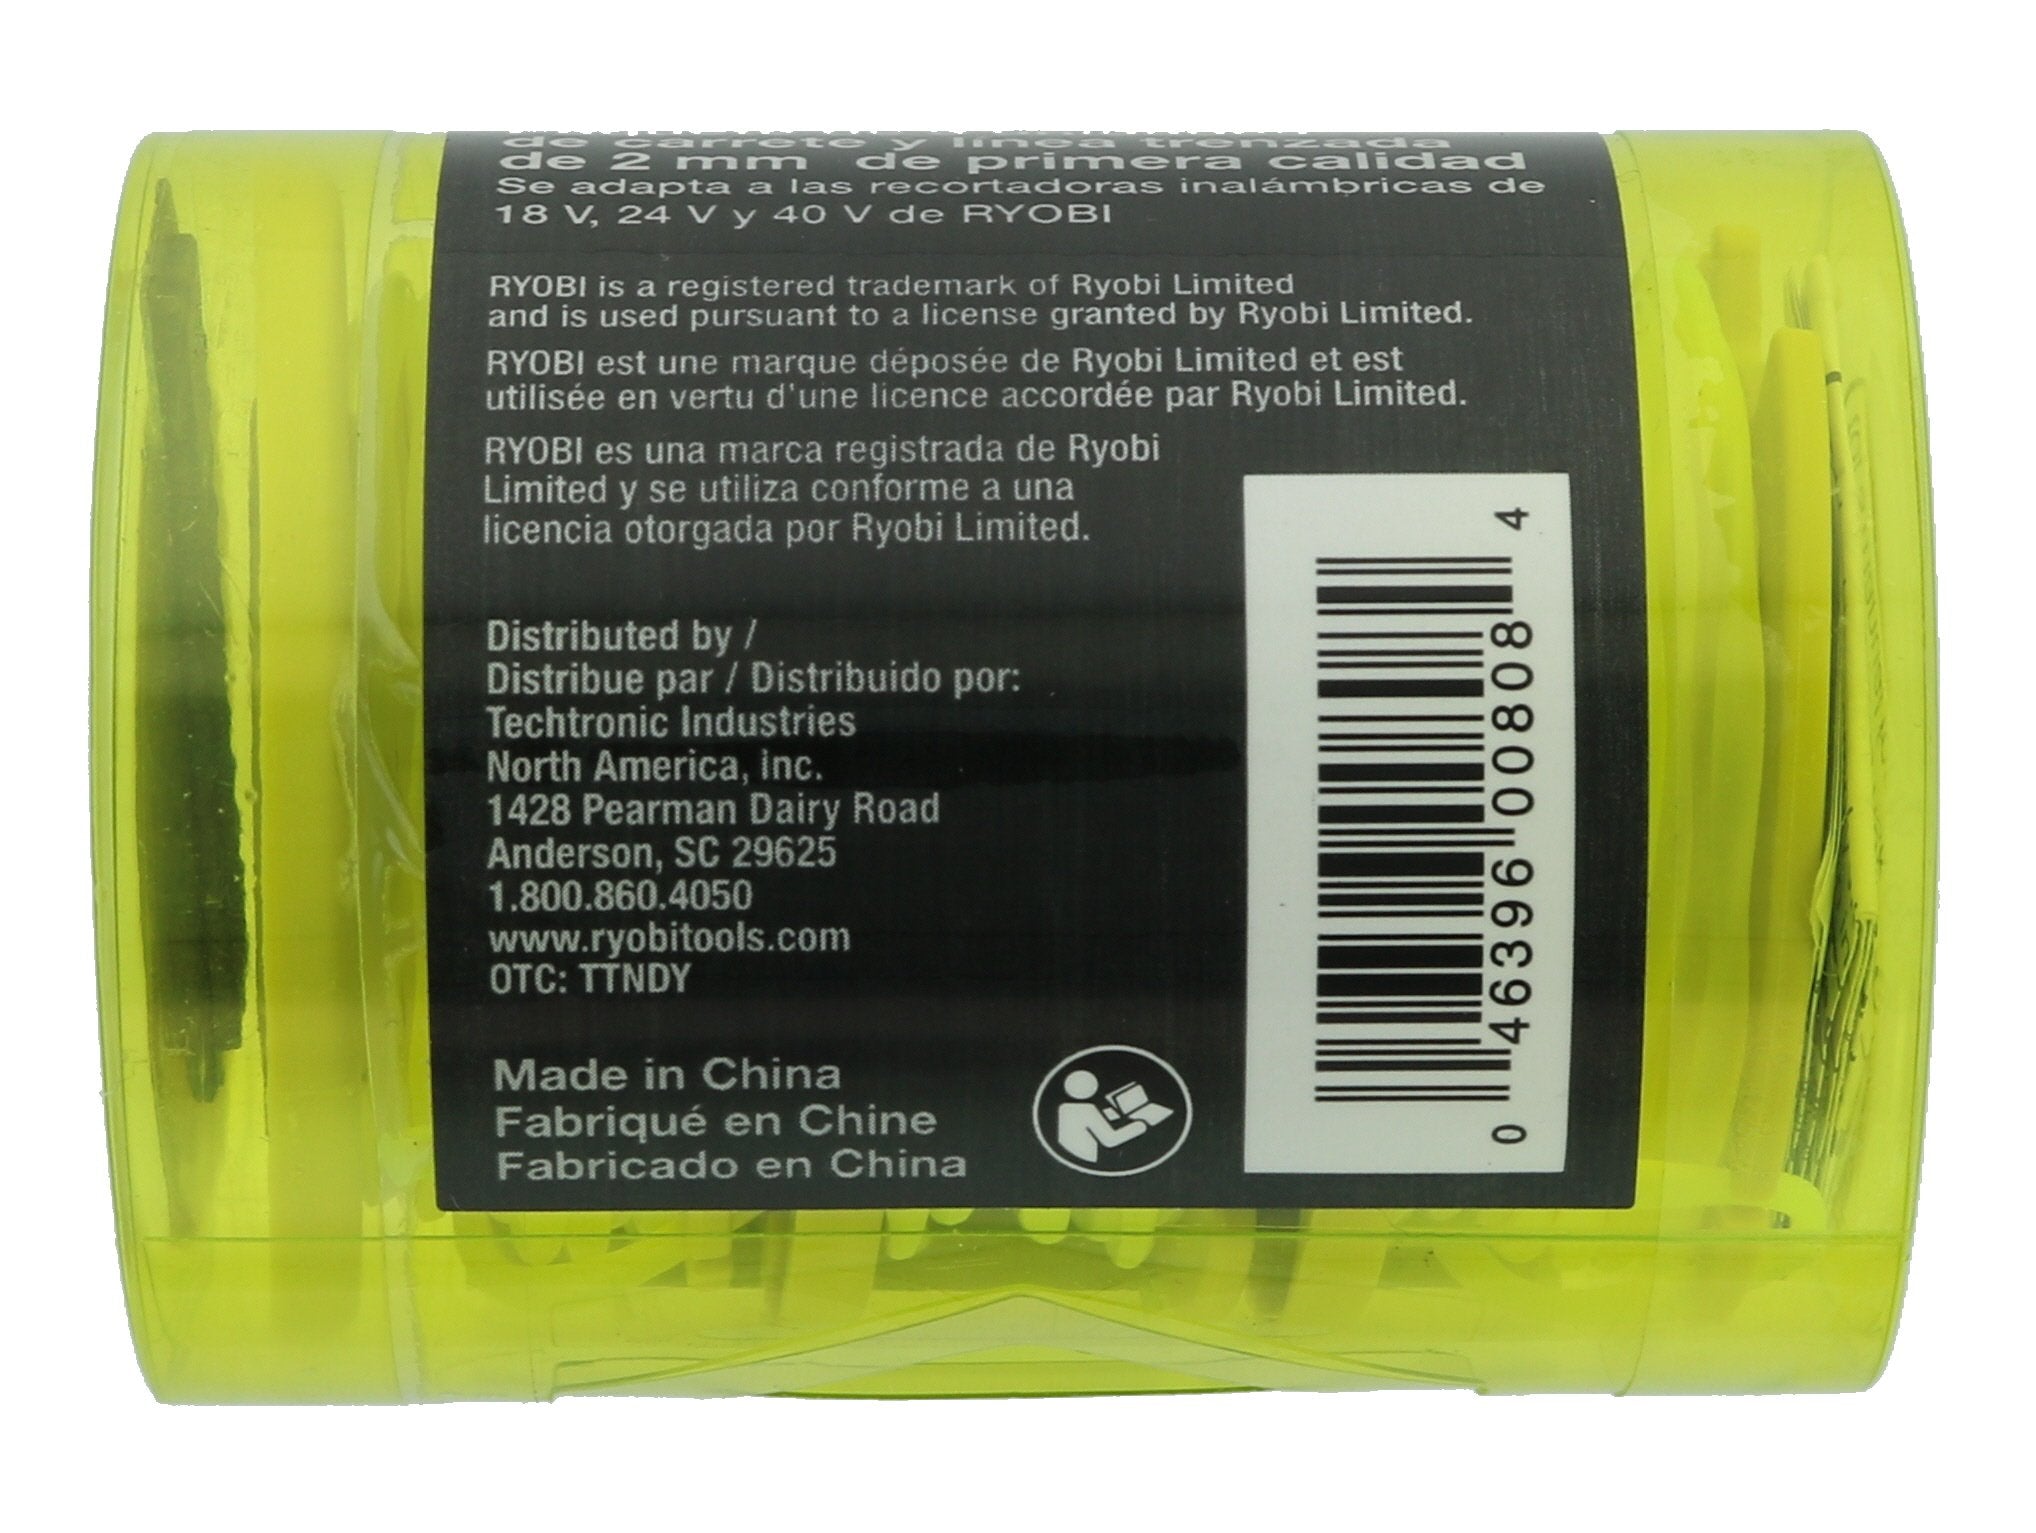 de carrete y línea trenzada
de 2 mm de primera calidad
Se adapta a las recortadoras inalámbricas de
18 V, 24 V y 40 V de RYOBI
RYOBI is a registered trademark of Ryobi Limited
and is used pursuant to a license granted by Ryobi Limited.
RYOBI est une marque déposée de Ryobi Limited et est
utilisée en vertu d'une licence accordée par Ryobi Limited.
RYOBI es una marca registrada de Ryobi
Limited y se utiliza conforme a una
licencia otorgada por Ryobi Limited.
Distributed by /
Distribue par / Distribuido por:
Techtronic Industries
North America, Inc.
1428 Pearman Dairy Road
Anderson, SC 29625
1.800.860.4050
www.ryobitools.com
OTC: TTNDY
Made in China
Fabriqué en Chine
Fabricado en China
0 46396 00808 4